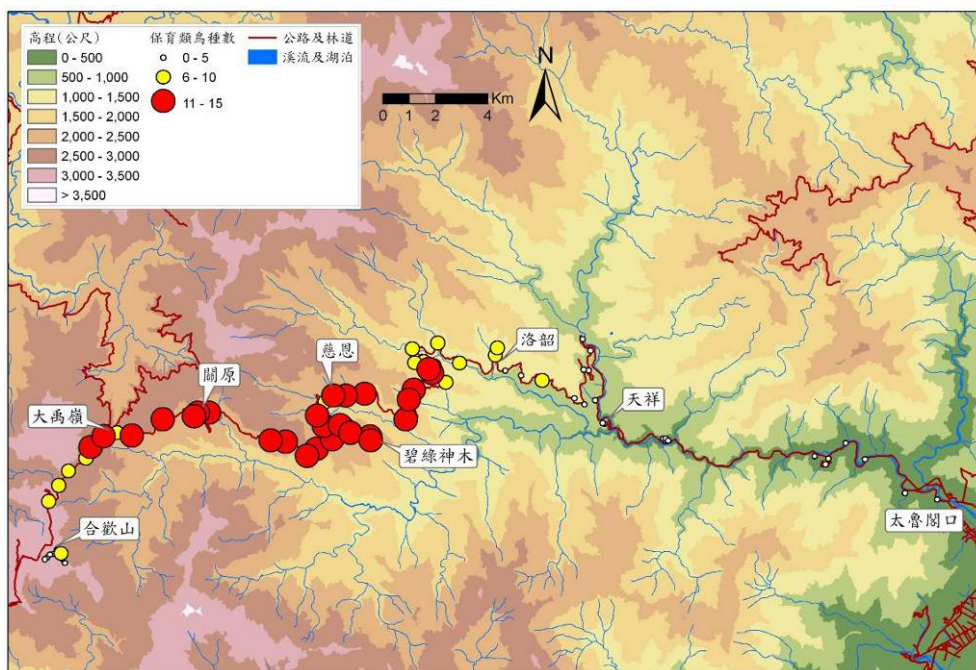 高程(公尺)
0 - 500
500 - 1,000
1,000 - 1,500
1,500 - 2,000
2,000 - 2,500
2,500 - 3,000
3,000 - 3,500
> 3,500
保育類鳥種數
0 - 5
6 - 10
11 - 15
公路及林道
溪流及湖泊
N
Km
0 1 2 4
洛韶
慈恩
關原
大禹嶺
天祥
碧綠神木
太魯閣口
合歡山